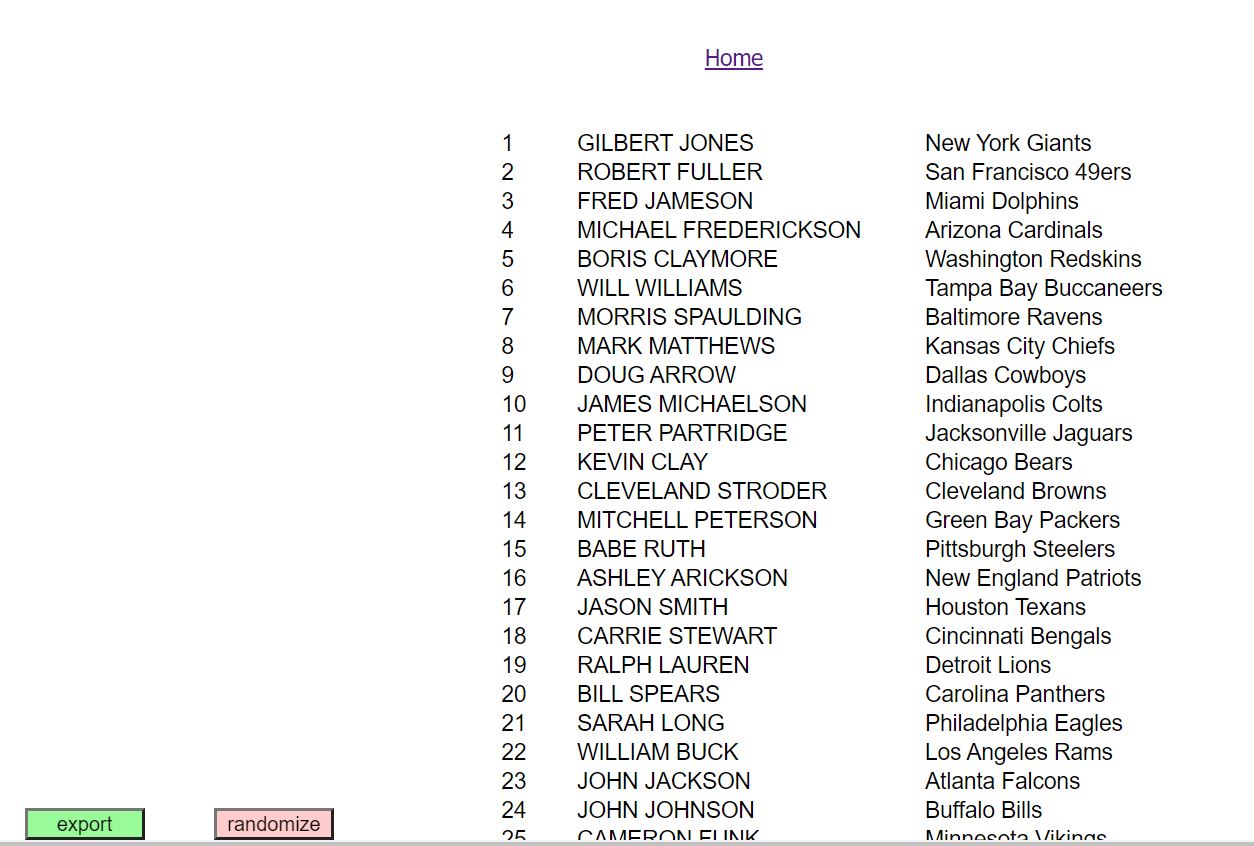 Home
1 GILBERT JONES New York Giants
2 ROBERT FULLER San Francisco 49ers
3 FRED JAMESON Miami Dolphins
4 MICHAEL FREDERICKSON Arizona Cardinals
5 BORIS CLAYMORE Washington Redskins
6 WILL WILLIAMS Tampa Bay Buccaneers
7 MORRIS SPAULDING Baltimore Ravens
8 MARK MATTHEWS Kansas City Chiefs
9 DOUG ARROW Dallas Cowboys
10 JAMES MICHAELSON Indianapolis Colts
11 PETER PARTRIDGE Jacksonville Jaguars
12 KEVIN CLAY Chicago Bears
13 CLEVELAND STRODER Cleveland Browns
14 MITCHELL PETERSON Green Bay Packers
15 BABE RUTH Pittsburgh Steelers
16 ASHLEY ARICKSON New England Patriots
17 JASON SMITH Houston Texans
18 CARRIE STEWART Cincinnati Bengals
19 RALPH LAUREN Detroit Lions
20 BILL SPEARS Carolina Panthers
21 SARAH LONG Philadelphia Eagles
22 WILLIAM BUCK Los Angeles Rams
23 JOHN JACKSON Atlanta Falcons
24 JOHN JOHNSON Buffalo Bills
25 CAMERON FUNK Minnesota Vikings
export randomize